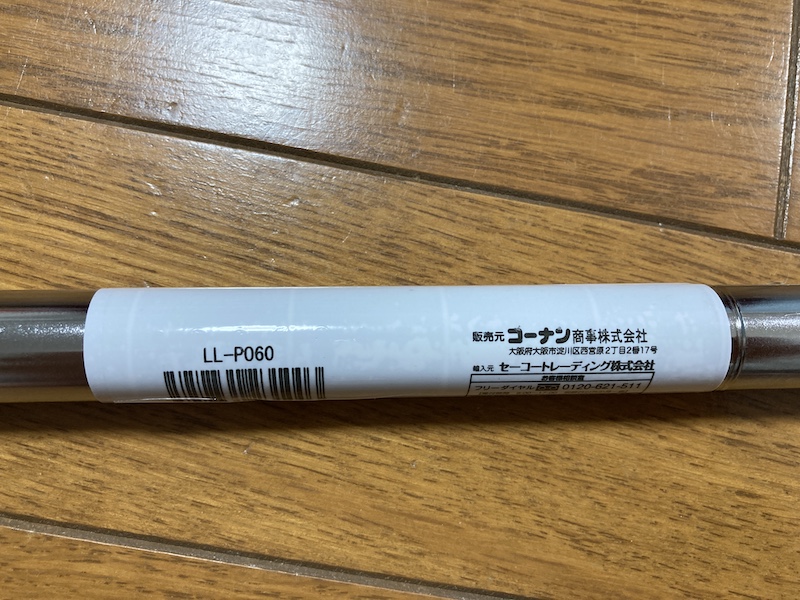 LL-P060
販売元 コーナン商事株式会社
大阪府大阪市淀川区西宮原2丁目2番17号
輸入元 セーコートレーディング株式会社
お客様相談室
フリーダイヤル 0120-621-511